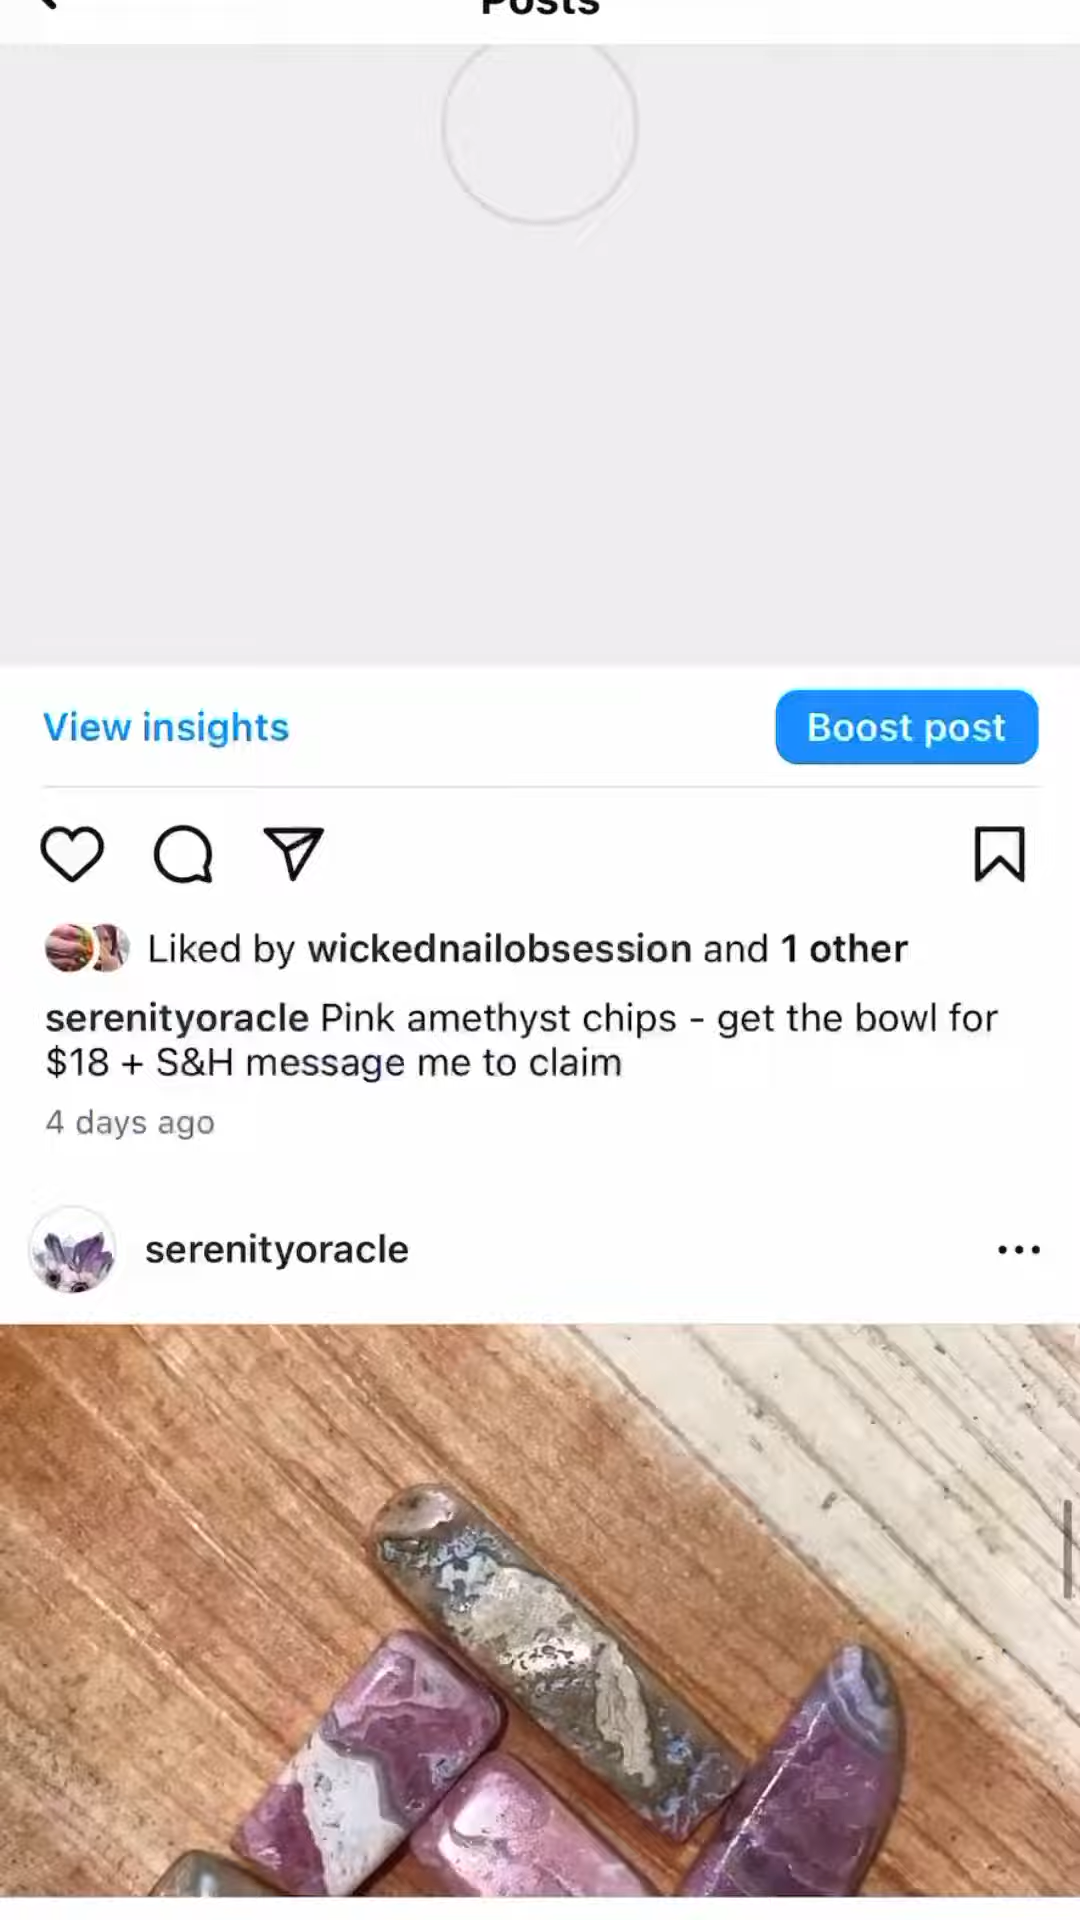 Posts
View insights
Boost post
Liked by wickednailobsession and 1 other
serenityoracle Pink amethyst chips - get the bowl for
$18 + S&H message me to claim
4 days ago
serenityoracle